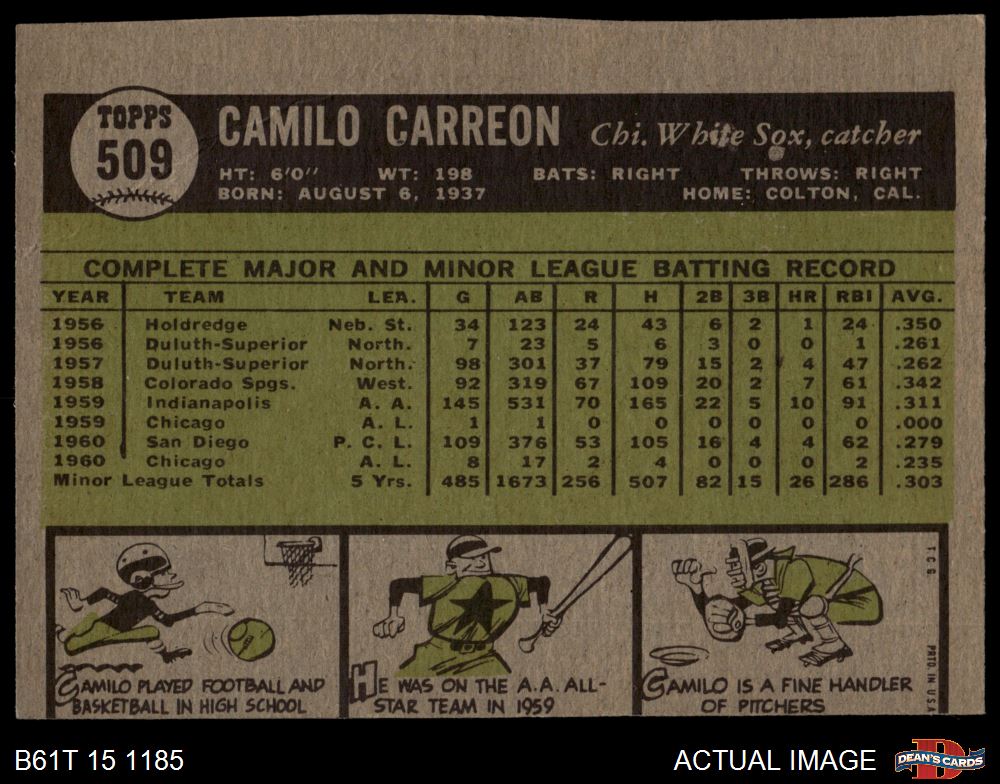 TOPPS
509
CAMILO CARREON Chi. White Sox, catcher
HT: 6'0" WT: 198 BATS: RIGHT THROWS: RIGHT
BORN: AUGUST 6, 1937 HOME: COLTON, CAL.
COMPLETE MAJOR AND MINOR LEAGUE BATTING RECORD
YEAR TEAM LEA. G AB R H 2B 3B HR RBI AVG.
1956 Holdredge Neb. St. 34 123 24 43 6 2 1 24 .350
1956 Duluth-Superior North. 7 23 5 6 3 0 0 1 .261
1957 Duluth-Superior North. 98 301 37 79 15 2 4 47 .262
1958 Colorado Spgs. West. 92 319 67 109 20 2 7 61 .342
1959 Indianapolis A. A. 145 531 70 165 22 5 10 91 .311
1959 Chicago A. L. 1 1 0 0 0 0 0 0 .000
1960 San Diego P. C. L. 109 376 53 105 16 4 4 62 .279
1960 Chicago A. L. 8 17 2 4 0 0 0 2 .235
Minor League Totals 5 Yrs. 485 1673 256 507 82 15 26 286 .303
CAMILO PLAYED FOOTBALL AND
BASKETBALL IN HIGH SCHOOL
HE WAS ON THE A.A. ALL-
STAR TEAM IN 1959
CAMILO IS A FINE HANDLER
OF PITCHERS
T.C.G.
PRTD. IN U.S.A.
B61T 15 1185
ACTUAL IMAGE
DEAN'S CARDS